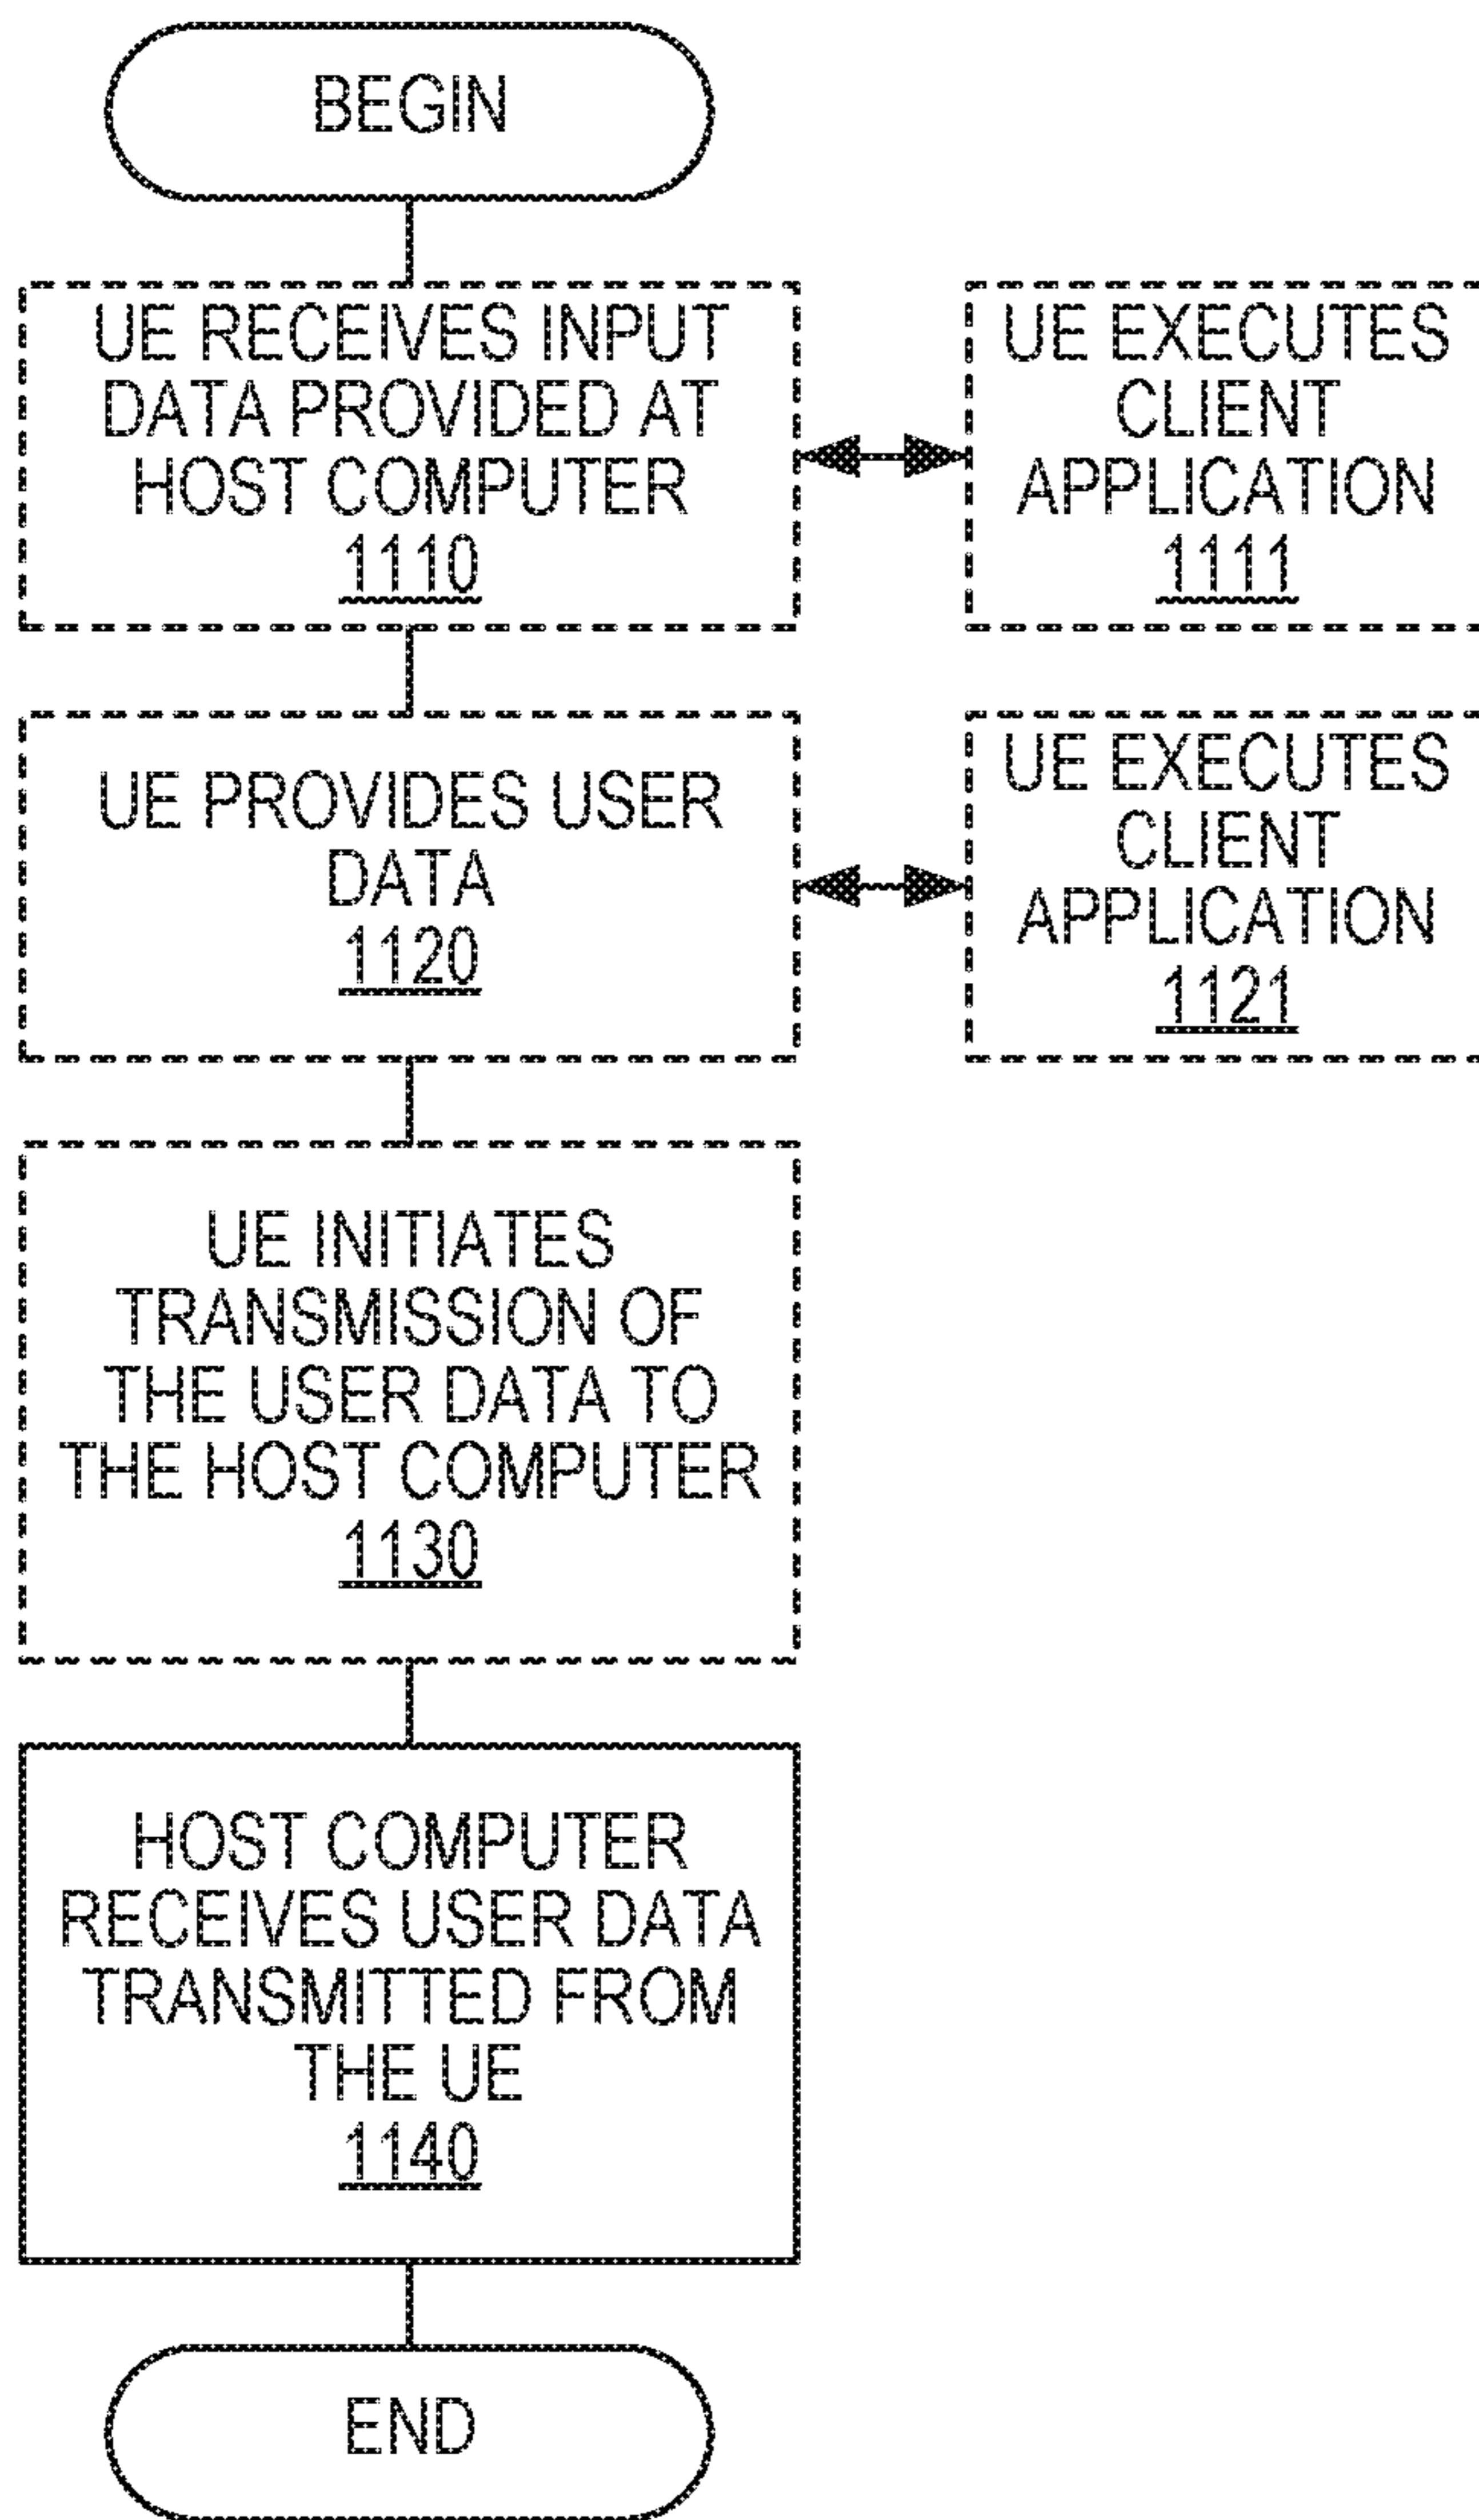 BEGIN
UE RECEIVES INPUT
DATA PROVIDED AT
HOST COMPUTER
1110
UE EXECUTES
CLIENT
APPLICATION
1111
UE PROVIDES USER
DATA
1120
UE EXECUTES
CLIENT
APPLICATION
1121
UE INITIATES
TRANSMISSION OF
THE USER DATA TO
THE HOST COMPUTER
1130
HOST COMPUTER
RECEIVES USER DATA
TRANSMITTED FROM
THE UE
1140
END